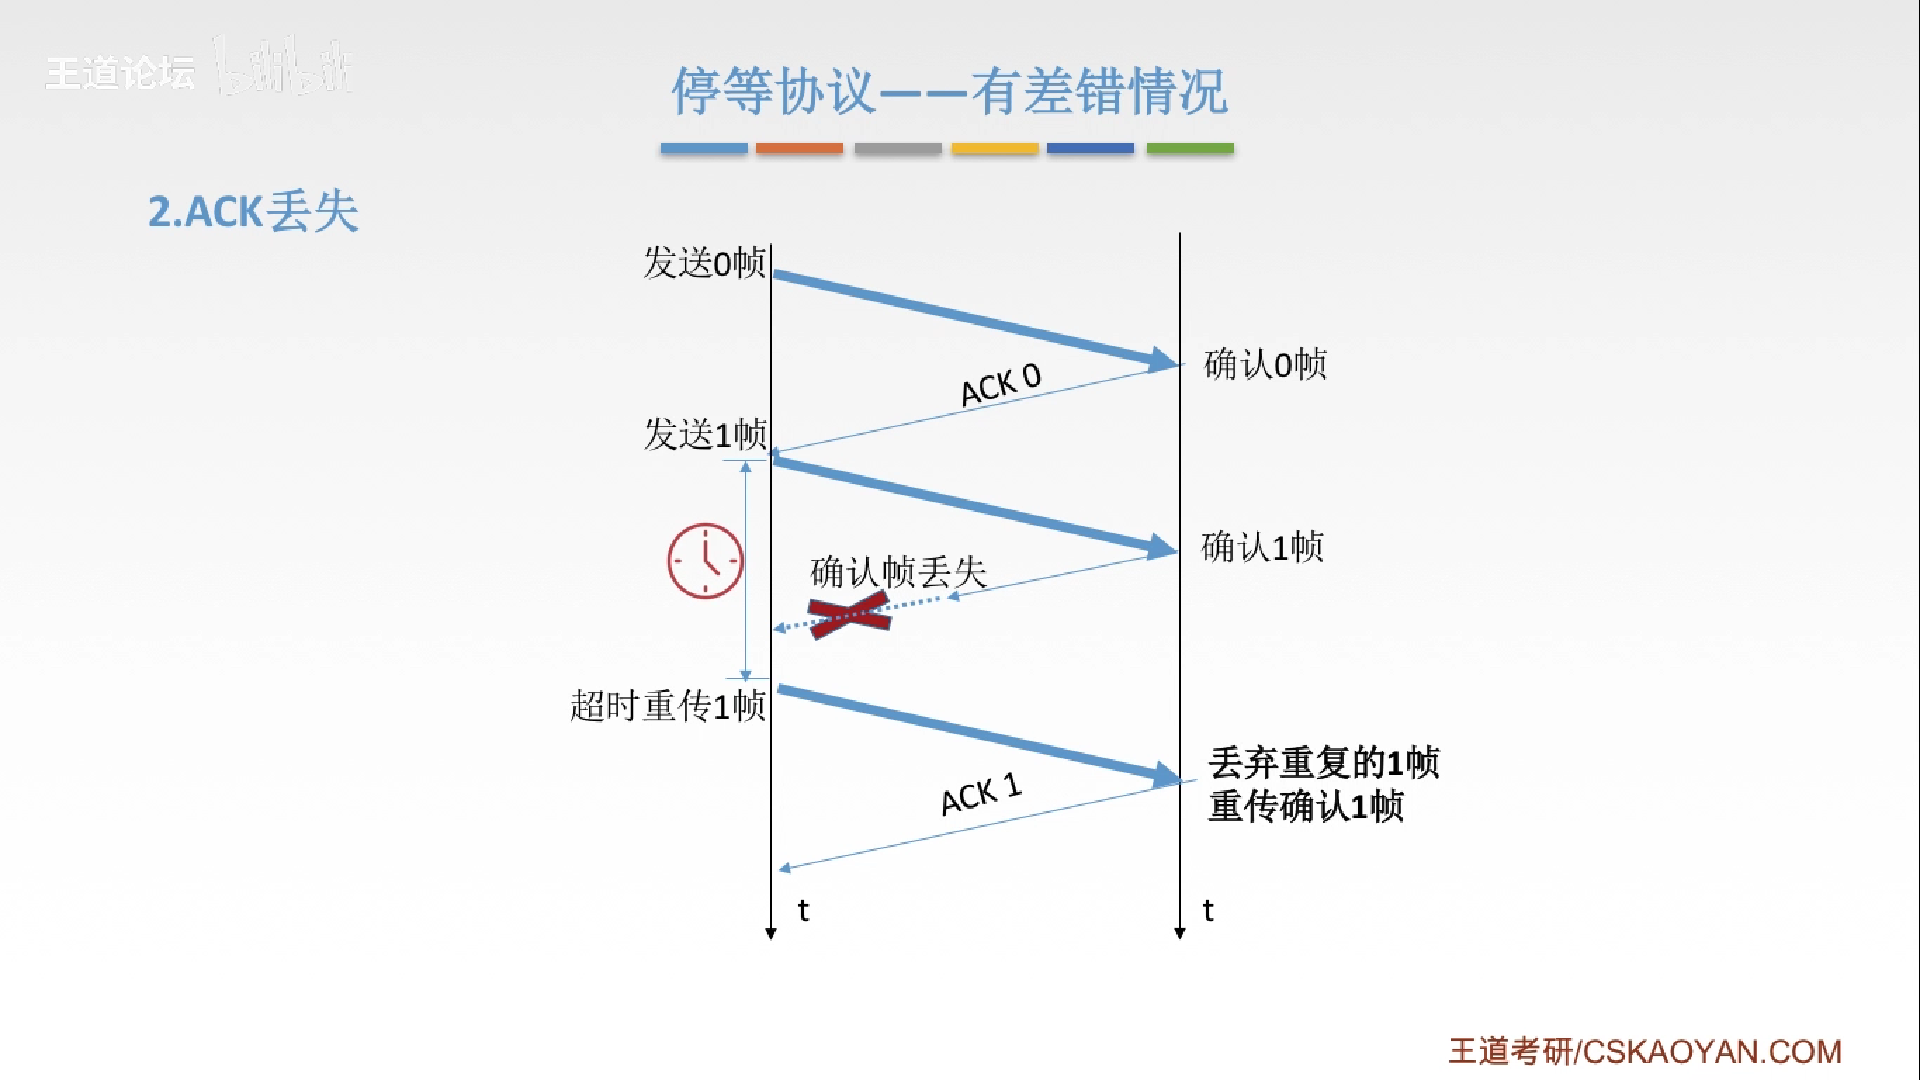 王道论坛 bilibili
停等协议——有差错情况
2.ACK丢失
发送0帧
确认0帧
ACK 0
发送1帧
确认1帧
确认帧丢失
超时重传1帧
丢弃重复的1帧
重传确认1帧
ACK 1
t
t
王道考研/CSKAOYAN.COM